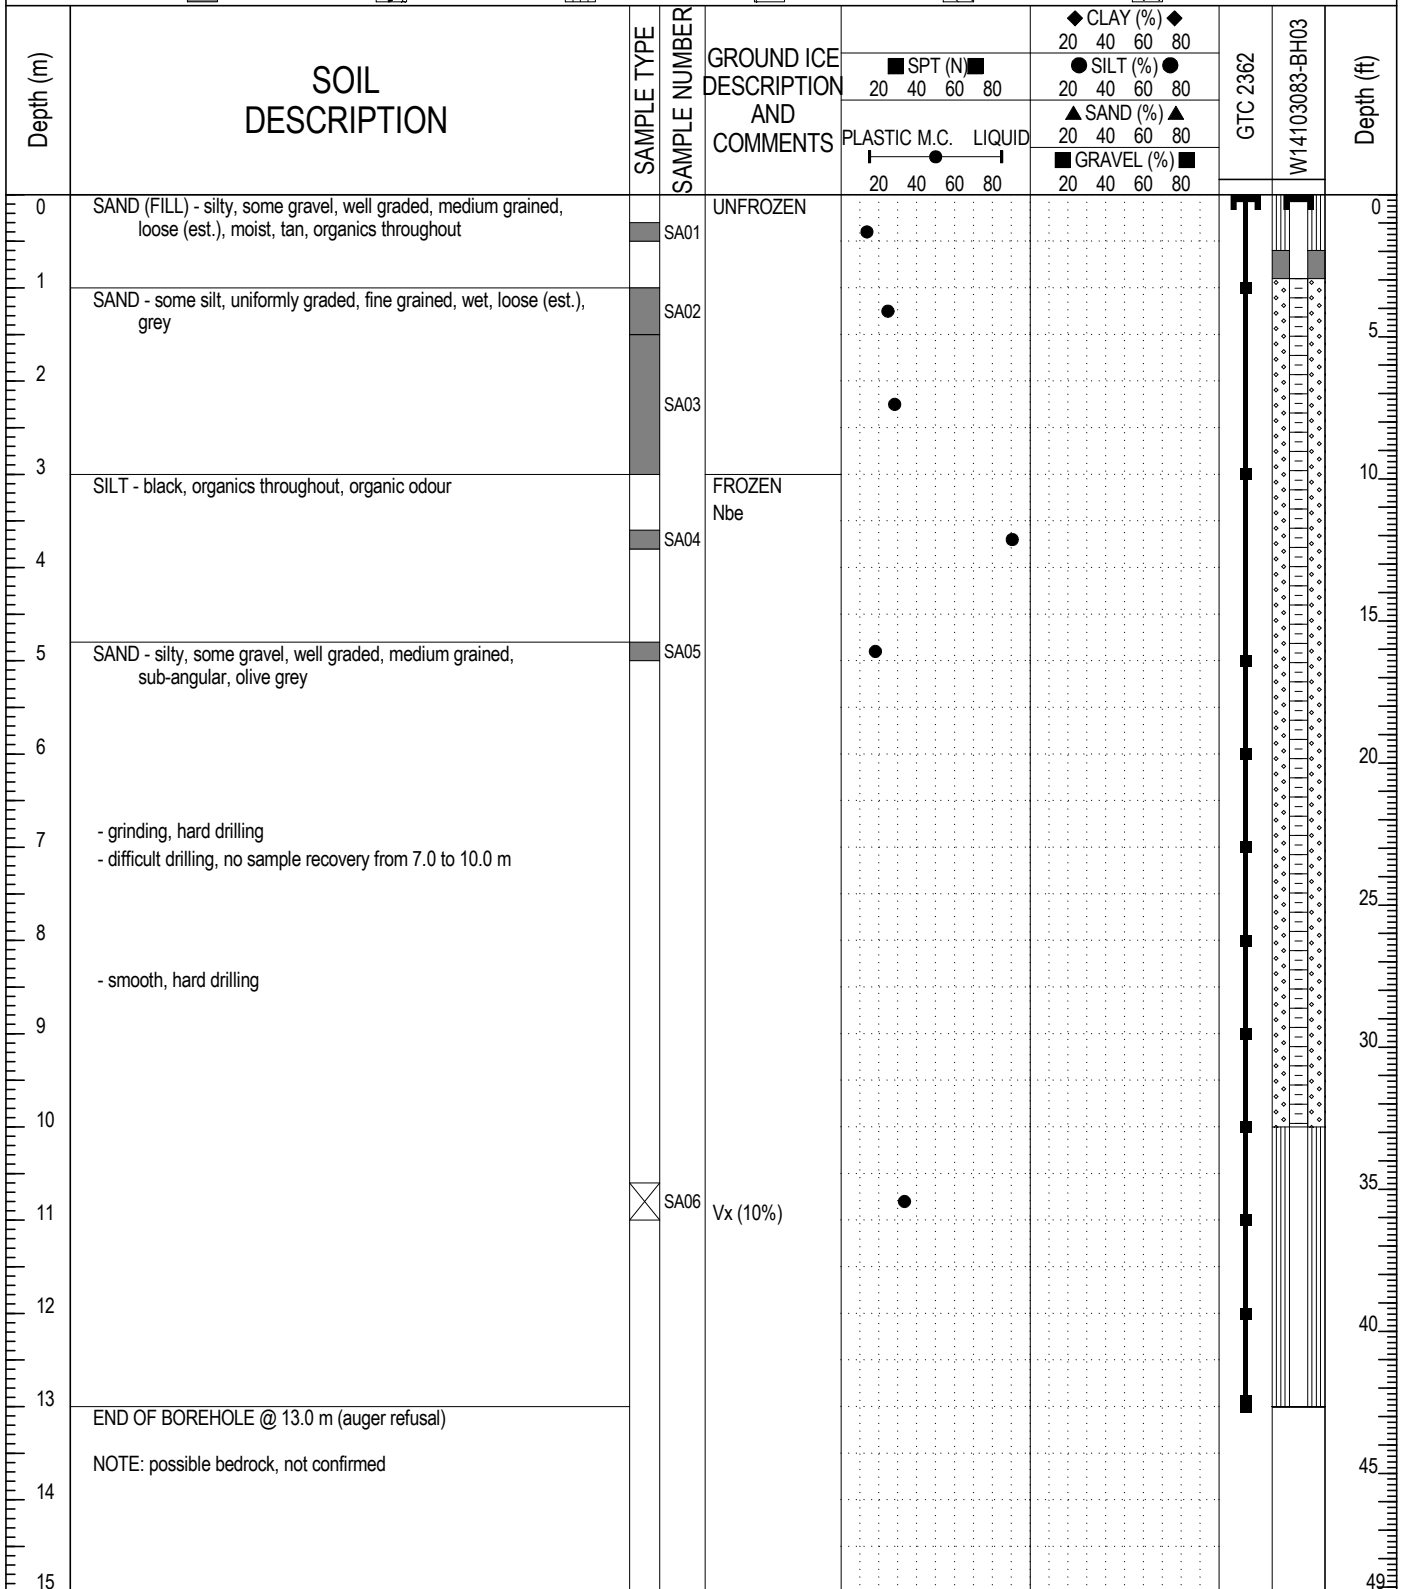 Depth (m)
SOIL
DESCRIPTION
SAMPLE TYPE
SAMPLE NUMBER
GROUND ICE
DESCRIPTION
AND
COMMENTS
SPT (N)
20 40 60 80
PLASTIC M.C. LIQUID
20 40 60 80
CLAY (%)
20 40 60 80
SILT (%)
20 40 60 80
SAND (%)
20 40 60 80
GRAVEL (%)
20 40 60 80
GTC 2362
W14103083-BH03
Depth (ft)
0
SAND (FILL) - silty, some gravel, well graded, medium grained,
loose (est.), moist, tan, organics throughout
UNFROZEN
0
SA01
1
SAND - some silt, uniformly graded, fine grained, wet, loose (est.),
grey
SA02
5
2
SA03
3
SILT - black, organics throughout, organic odour
FROZEN
Nbe
10
SA04
4
15
5
SAND - silty, some gravel, well graded, medium grained,
sub-angular, olive grey
SA05
6
20
7
- grinding, hard drilling
- difficult drilling, no sample recovery from 7.0 to 10.0 m
25
8
- smooth, hard drilling
9
30
10
35
SA06
Vx (10%)
11
12
40
13
END OF BOREHOLE @ 13.0 m (auger refusal)
NOTE: possible bedrock, not confirmed
45
14
15
49